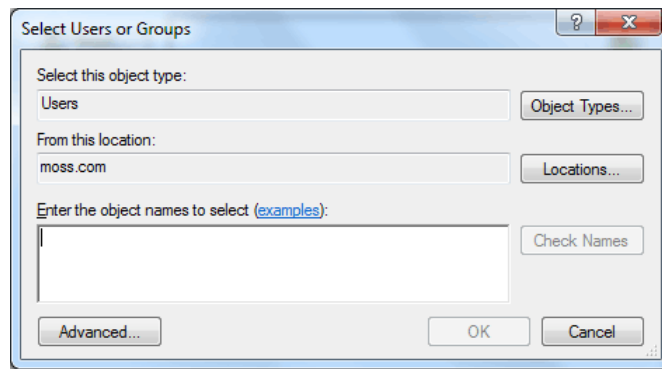 Select Users or Groups
Select this object type:
Users
Object Types...
From this location:
moss.com
Locations...
Enter the object names to select (examples):
Check Names
Advanced...
OK
Cancel